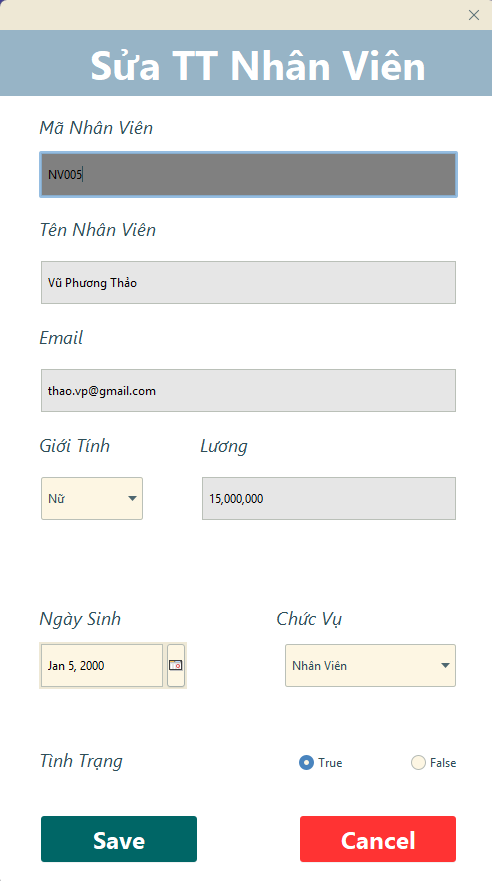 Sửa TT Nhân Viên
Mã Nhân Viên
NV005
Tên Nhân Viên
Vũ Phương Thảo
Email
thao.vp@gmail.com
Giới Tính Lương
Nữ 15,000,000
Ngày Sinh Chức Vụ
Jan 5, 2000 Nhân Viên
Tình Trạng True False
Save Cancel